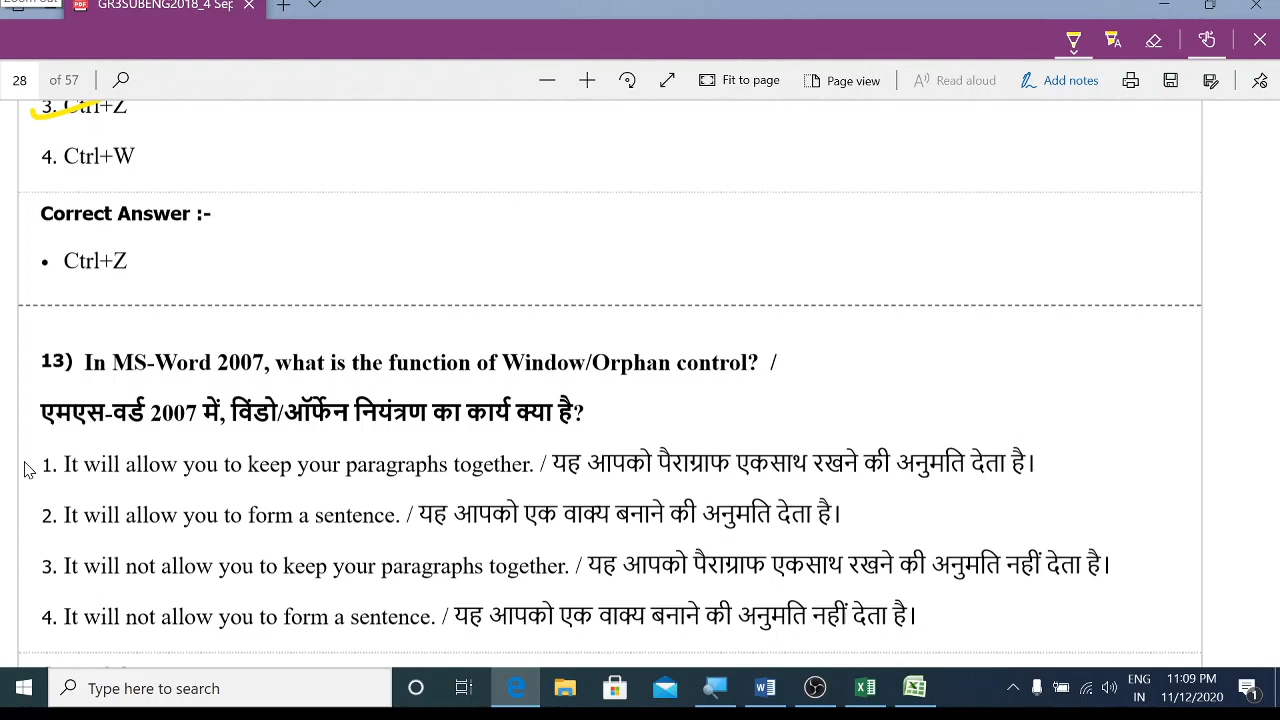 GR3SUBENG2018_4 Sep
28 of 57 Fit to page Page view Read aloud Add notes
3. Ctrl+Z
4. Ctrl+W
Correct Answer :-
• Ctrl+Z
13) In MS-Word 2007, what is the function of Window/Orphan control? /
एमएस-वर्ड 2007 में, विंडो/ऑर्फेन नियंत्रण का कार्य क्या है?
1. It will allow you to keep your paragraphs together. / यह आपको पैराग्राफ एकसाथ रखने की अनुमति देता है।
2. It will allow you to form a sentence. / यह आपको एक वाक्य बनाने की अनुमति देता है।
3. It will not allow you to keep your paragraphs together. / यह आपको पैराग्राफ एकसाथ रखने की अनुमति नहीं देता है।
4. It will not allow you to form a sentence. / यह आपको एक वाक्य बनाने की अनुमति नहीं देता है।
Type here to search
ENG 11:09 PM
IN 11/12/2020